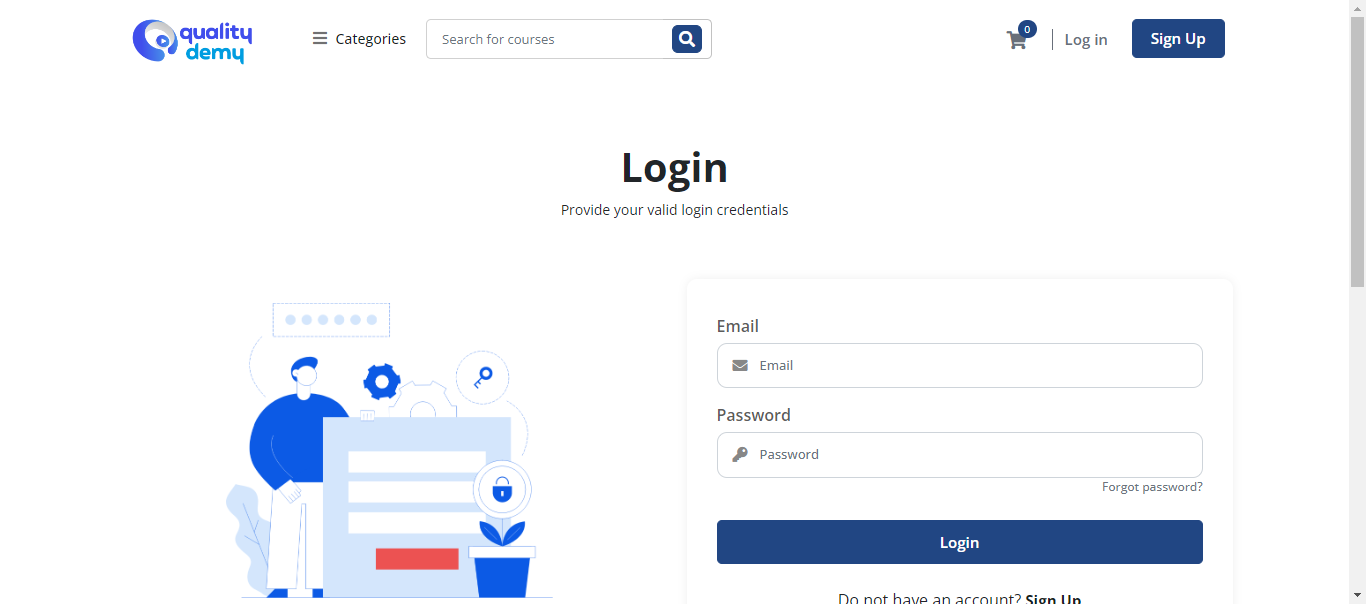 quality
demy
Categories
Search for courses
0
Log in
Sign Up
Login
Provide your valid login credentials
Email
Email
Password
Password
Forgot password?
Login
Do not have an account? Sign Up